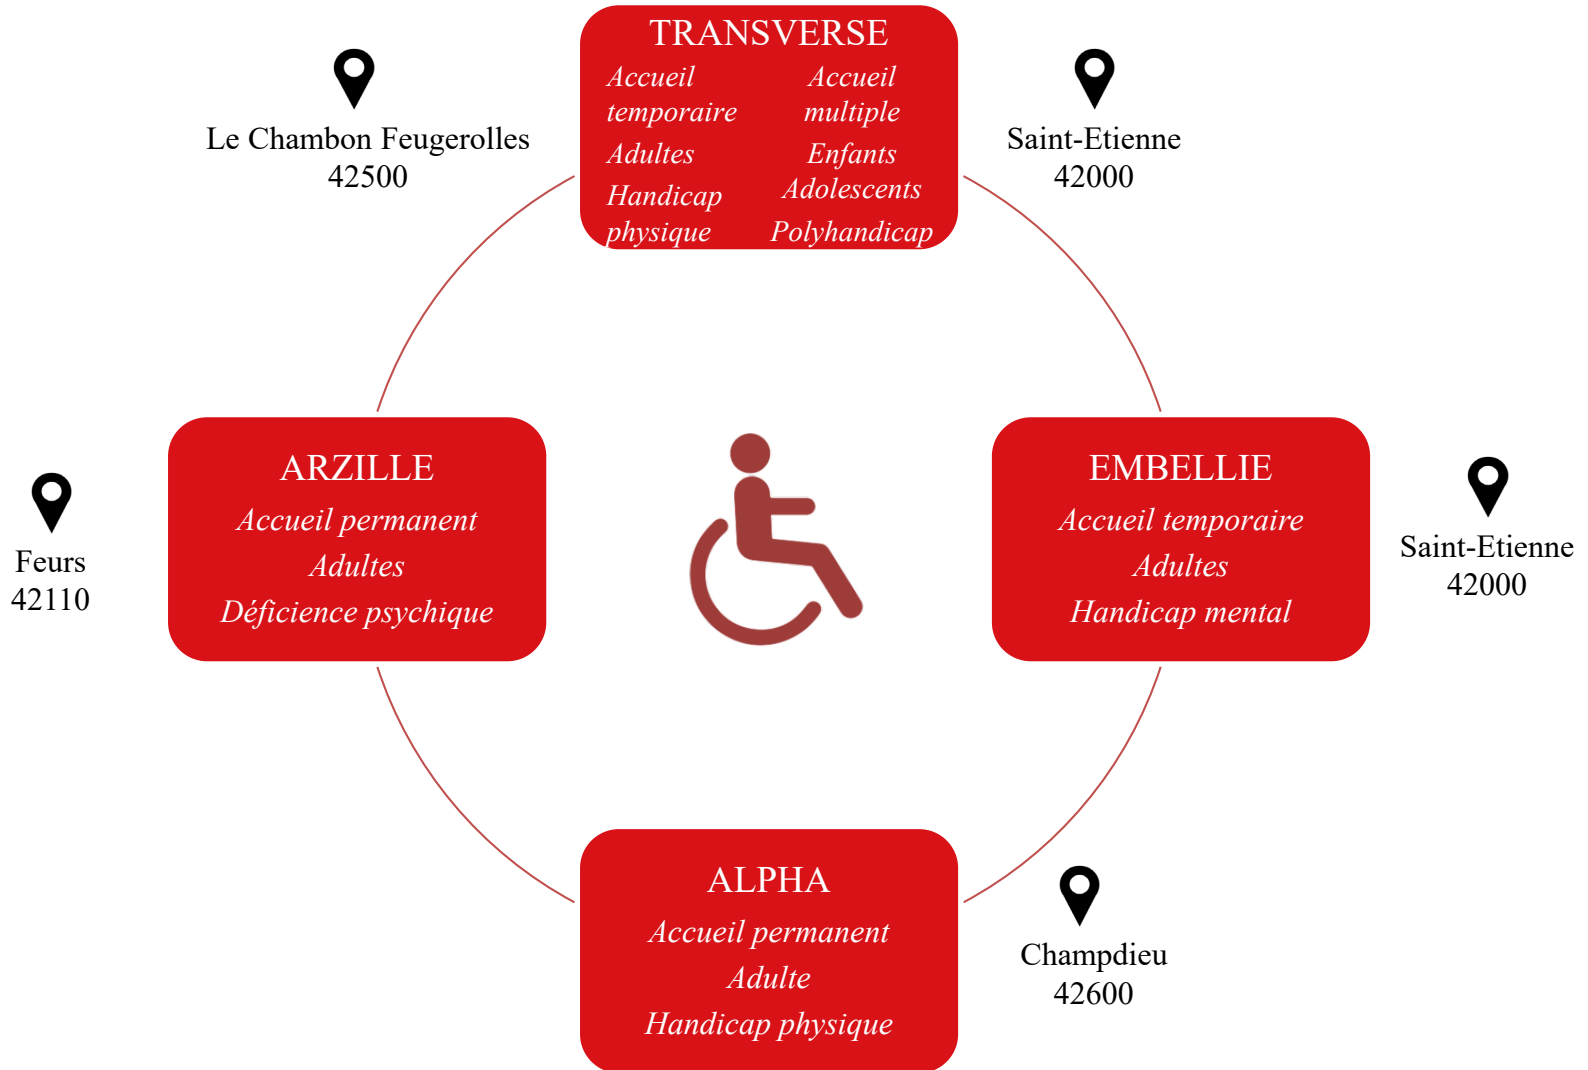 TRANSVERSE
Accueil
temporaire
Adultes
Handicap
physique
Accueil
multiple
Enfants
Adolescents
Polyhandicap
Le Chambon Feugerolles
42500
Saint-Etienne
42000
ARZILLE
Accueil permanent
Adultes
Déficience psychique
Feurs
42110
EMBELLIE
Accueil temporaire
Adultes
Handicap mental
Saint-Etienne
42000
ALPHA
Accueil permanent
Adulte
Handicap physique
Champdieu
42600